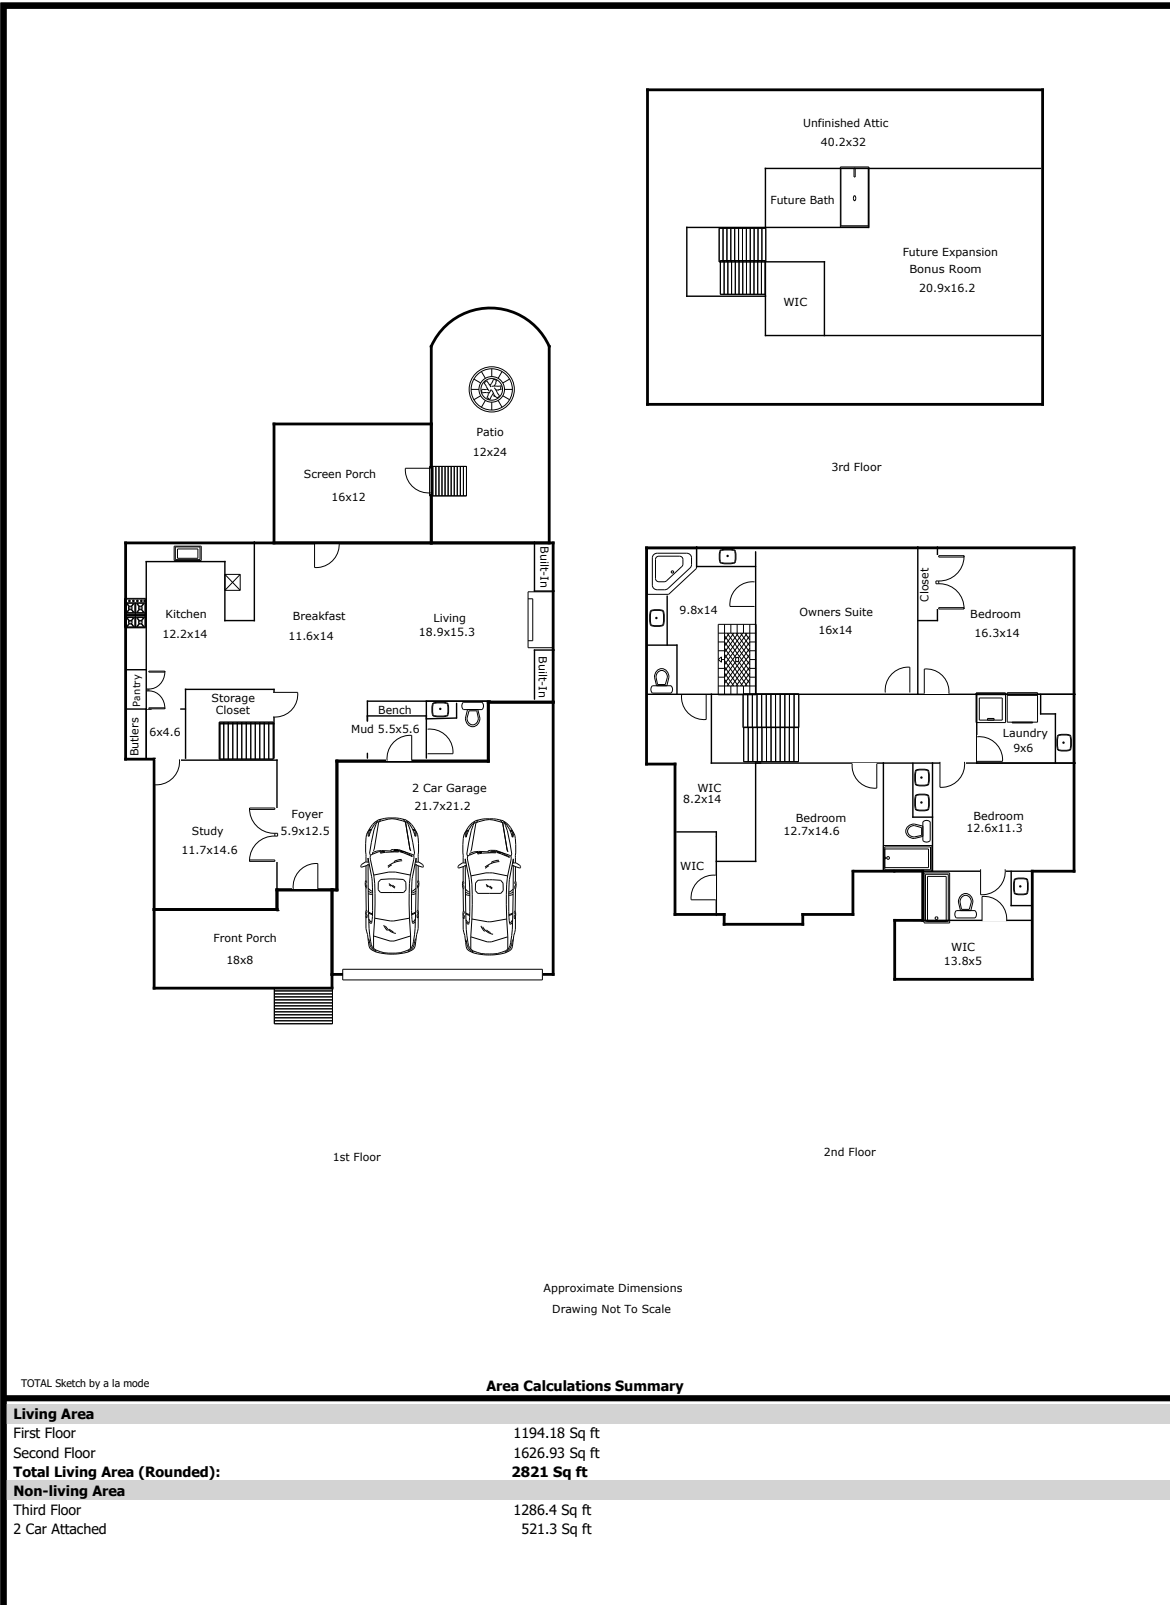 Unfinished Attic
40.2x32
Future Bath
Future Expansion
Bonus Room
20.9x16.2
WIC
3rd Floor
Patio
12x24
Screen Porch
16x12
Built-In
Kitchen
12.2x14
Breakfast
11.6x14
Living
18.9x15.3
Built-In
Pantry
Storage
Closet
Butlers
6x4.6
Bench
Mud 5.5x5.6
2 Car Garage
21.7x21.2
Foyer
5.9x12.5
Study
11.7x14.6
Front Porch
18x8
1st Floor
9.8x14
Owners Suite
16x14
Closet
Bedroom
16.3x14
Laundry
9x6
WIC
8.2x14
Bedroom
12.7x14.6
Bedroom
12.6x11.3
WIC
WIC
13.8x5
2nd Floor
Approximate Dimensions
Drawing Not To Scale
TOTAL Sketch by a la mode
Area Calculations Summary
Living Area
First Floor 1194.18 Sq ft
Second Floor 1626.93 Sq ft
Total Living Area (Rounded): 2821 Sq ft
Non-living Area
Third Floor 1286.4 Sq ft
2 Car Attached 521.3 Sq ft